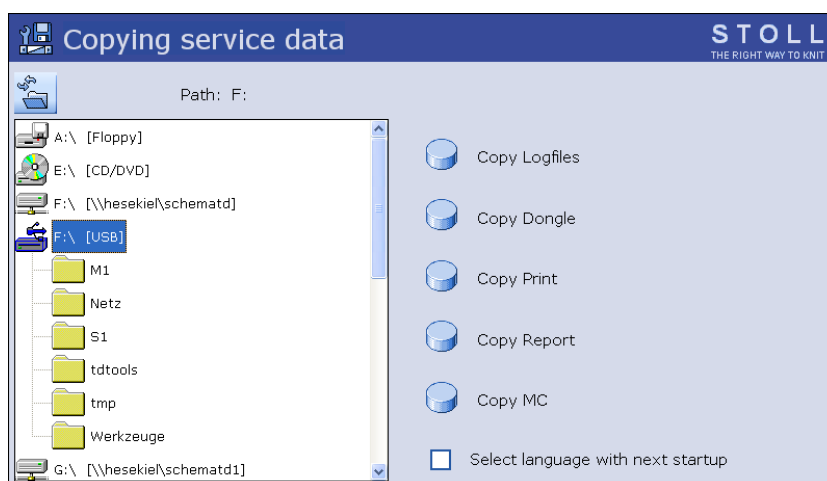 Copying service data
STOLL
THE RIGHT WAY TO KNIT
Path: F:
A:\ [Floppy]
E:\ [CD/DVD]
F:\ [\\hesekiel\schematd]
F:\ [USB]
M1
Netz
S1
tdtools
tmp
Werkzeuge
G:\ [\\hesekiel\schematd1]
Copy Logfiles
Copy Dongle
Copy Print
Copy Report
Copy MC
Select language with next startup